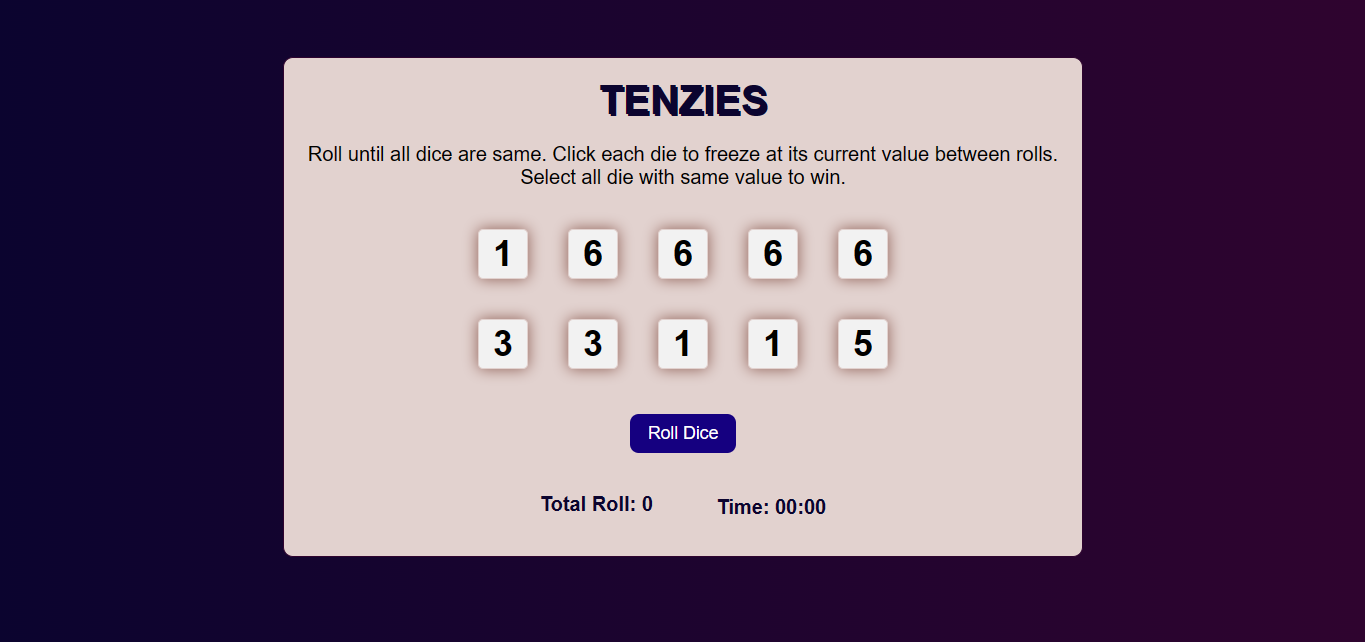 TENZIES
Roll until all dice are same. Click each die to freeze at its current value between rolls.
Select all die with same value to win.
1 6 6 6 6
3 3 1 1 5
Roll Dice
Total Roll: 0 Time: 00:00